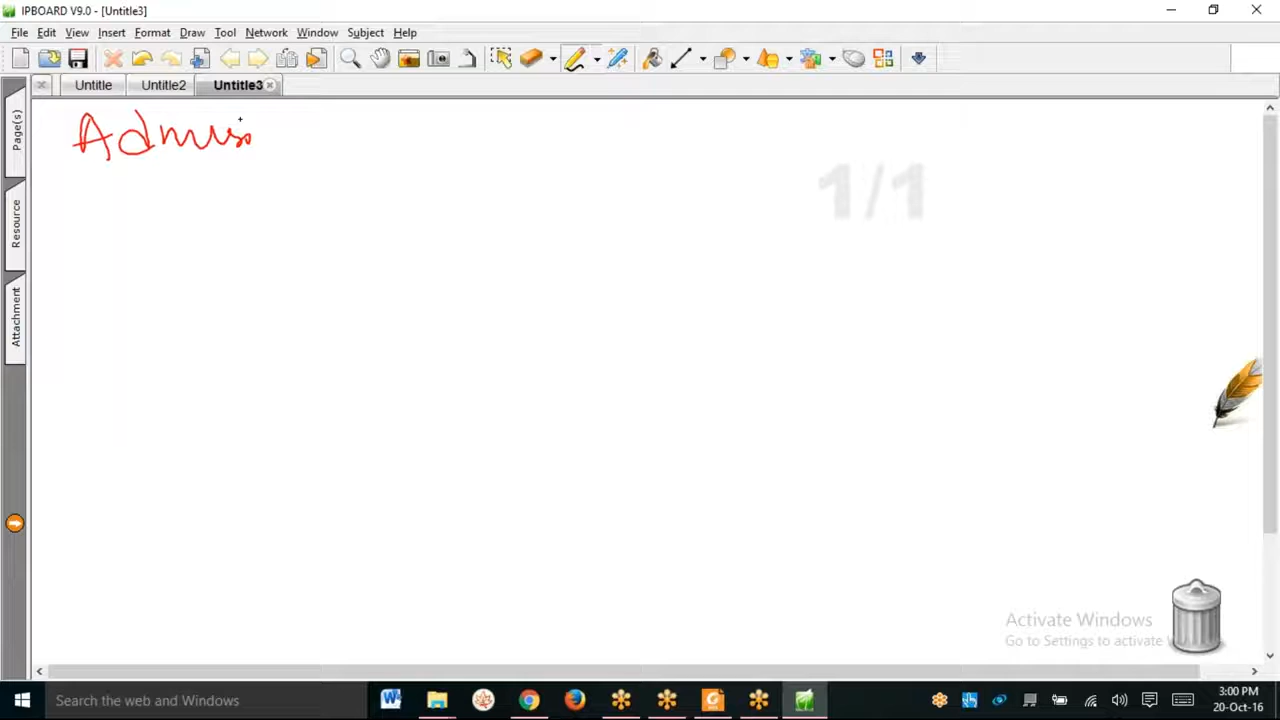 IPBOARD V9.0 - [Untitle3]
File Edit View Insert Format Draw Tool Network Window Subject Help
Untitle Untitle2 Untitle3
Page(s)
Resource
Attachment
1/1
Activate Windows
Go to Settings to activate W
Search the web and Windows
3:00 PM
20-Oct-16